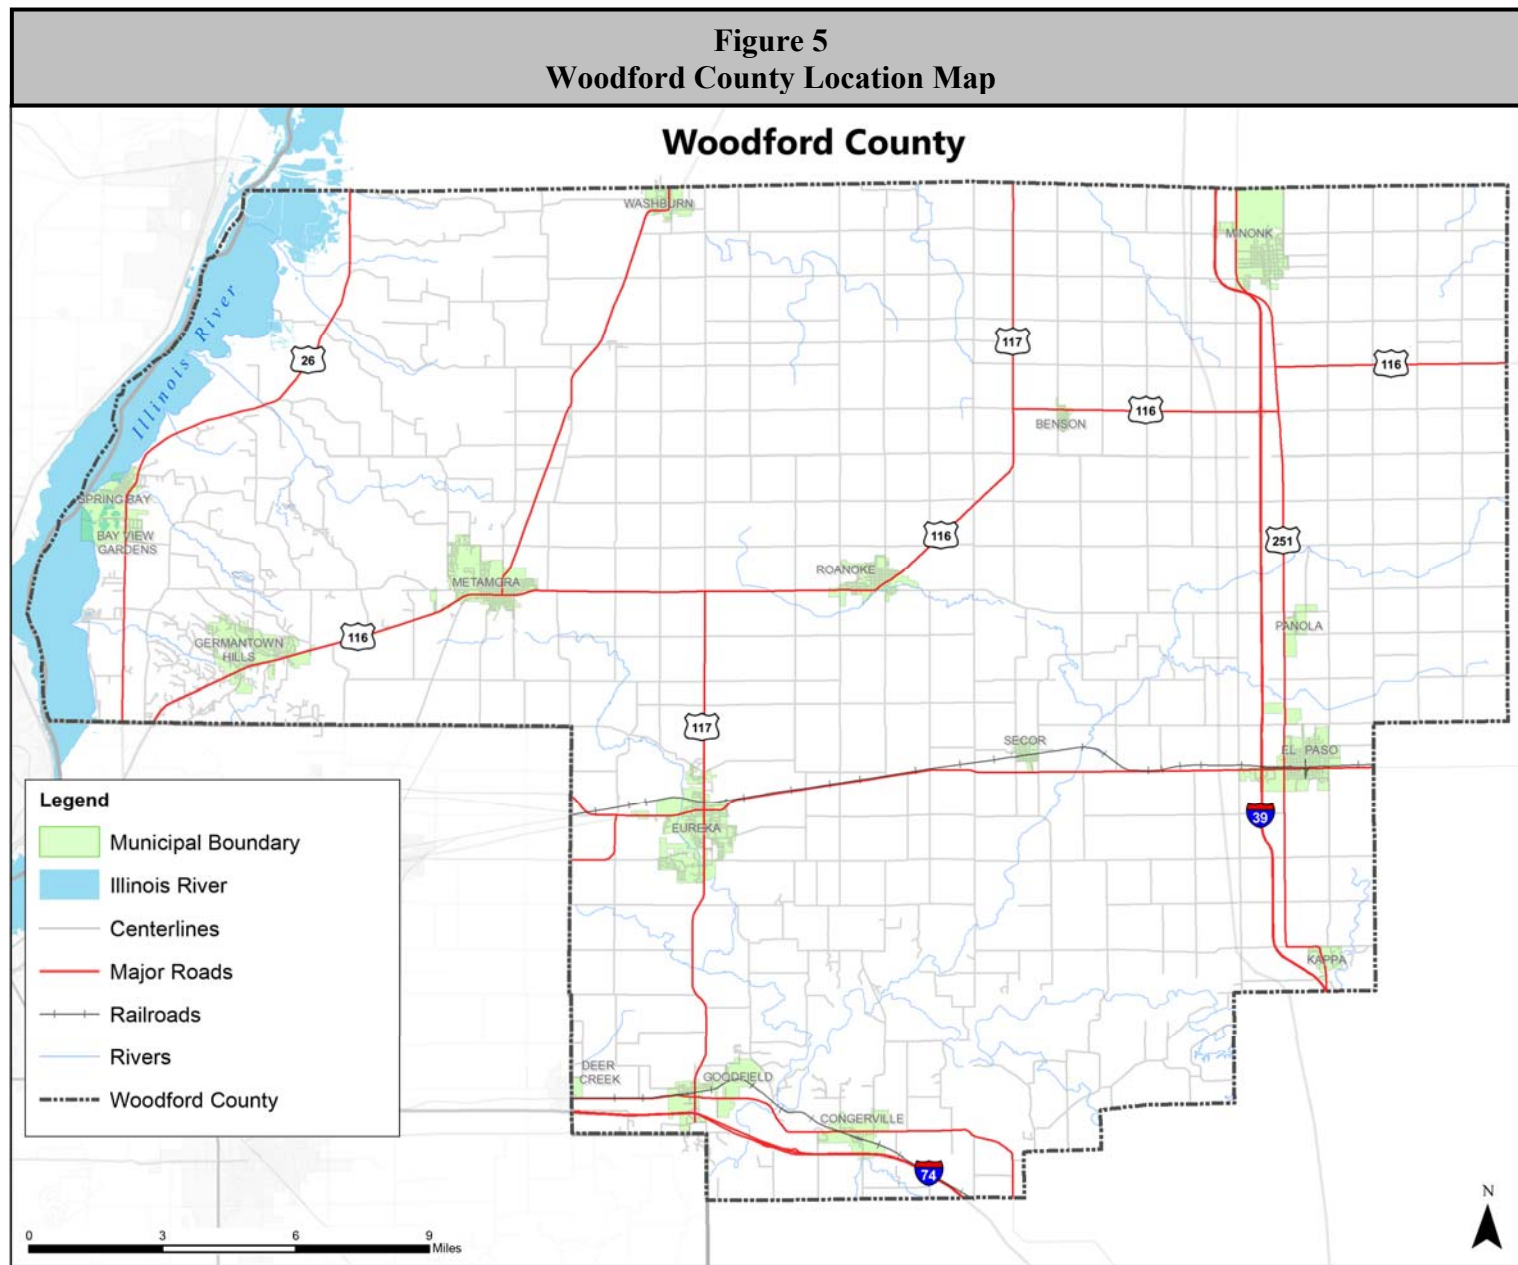 Figure 5
Woodford County Location Map
Woodford County
WASHBURN
MINONK
Illinois River
26
117
116
116
BENSON
SPRING BAY
BAY VIEW
GARDENS
METAMORA
ROANOKE
116
251
116
GERMANTOWN
HILLS
PANOLA
117
SECOR
EL PASO
EUREKA
39
KAPPA
DEER
CREEK
GOODFIELD
CONGERVILLE
74
Legend
Municipal Boundary
Illinois River
Centerlines
Major Roads
Railroads
Rivers
Woodford County
0 3 6 9
Miles
N